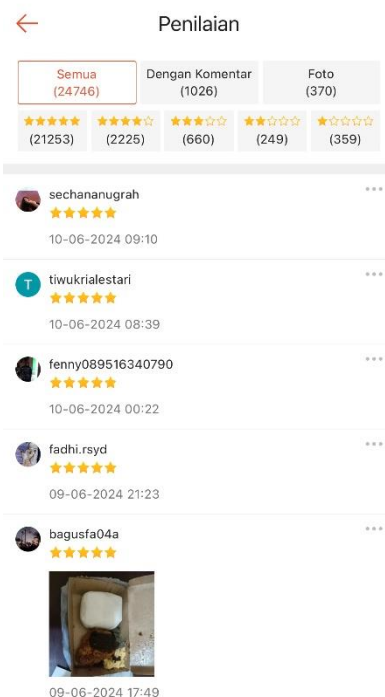 Penilaian
Semua
(24746)
Dengan Komentar
(1026)
Foto
(370)
(21253)
(2225)
(660)
(249)
(359)
sechananugrah
10-06-2024 09:10
T
tiwukrialestari
10-06-2024 08:39
fenny089516340790
10-06-2024 00:22
fadhi.rsyd
09-06-2024 21:23
bagusfa04a
09-06-2024 17:49